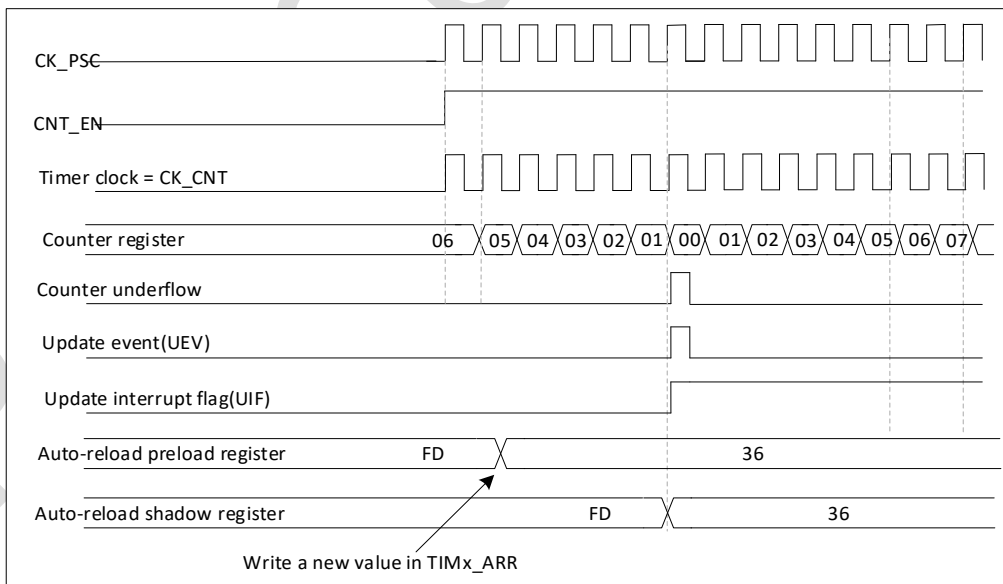 CK_PSC
CNT_EN
Timer clock = CK_CNT
Counter register 06 05 04 03 02 01 00 01 02 03 04 05 06 07
Counter underflow
Update event(UEV)
Update interrupt flag(UIF)
Auto-reload preload register FD 36
Auto-reload shadow register FD 36
Write a new value in TIMx_ARR